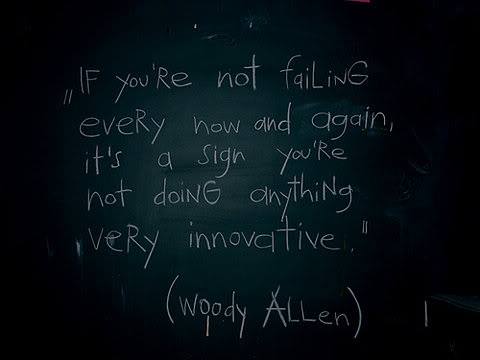 „IF you're not faiLiNG
eveRy now and again,
it's a sign you're
not doiNG anythiNG
veRy innovative."
(woody ALLen)